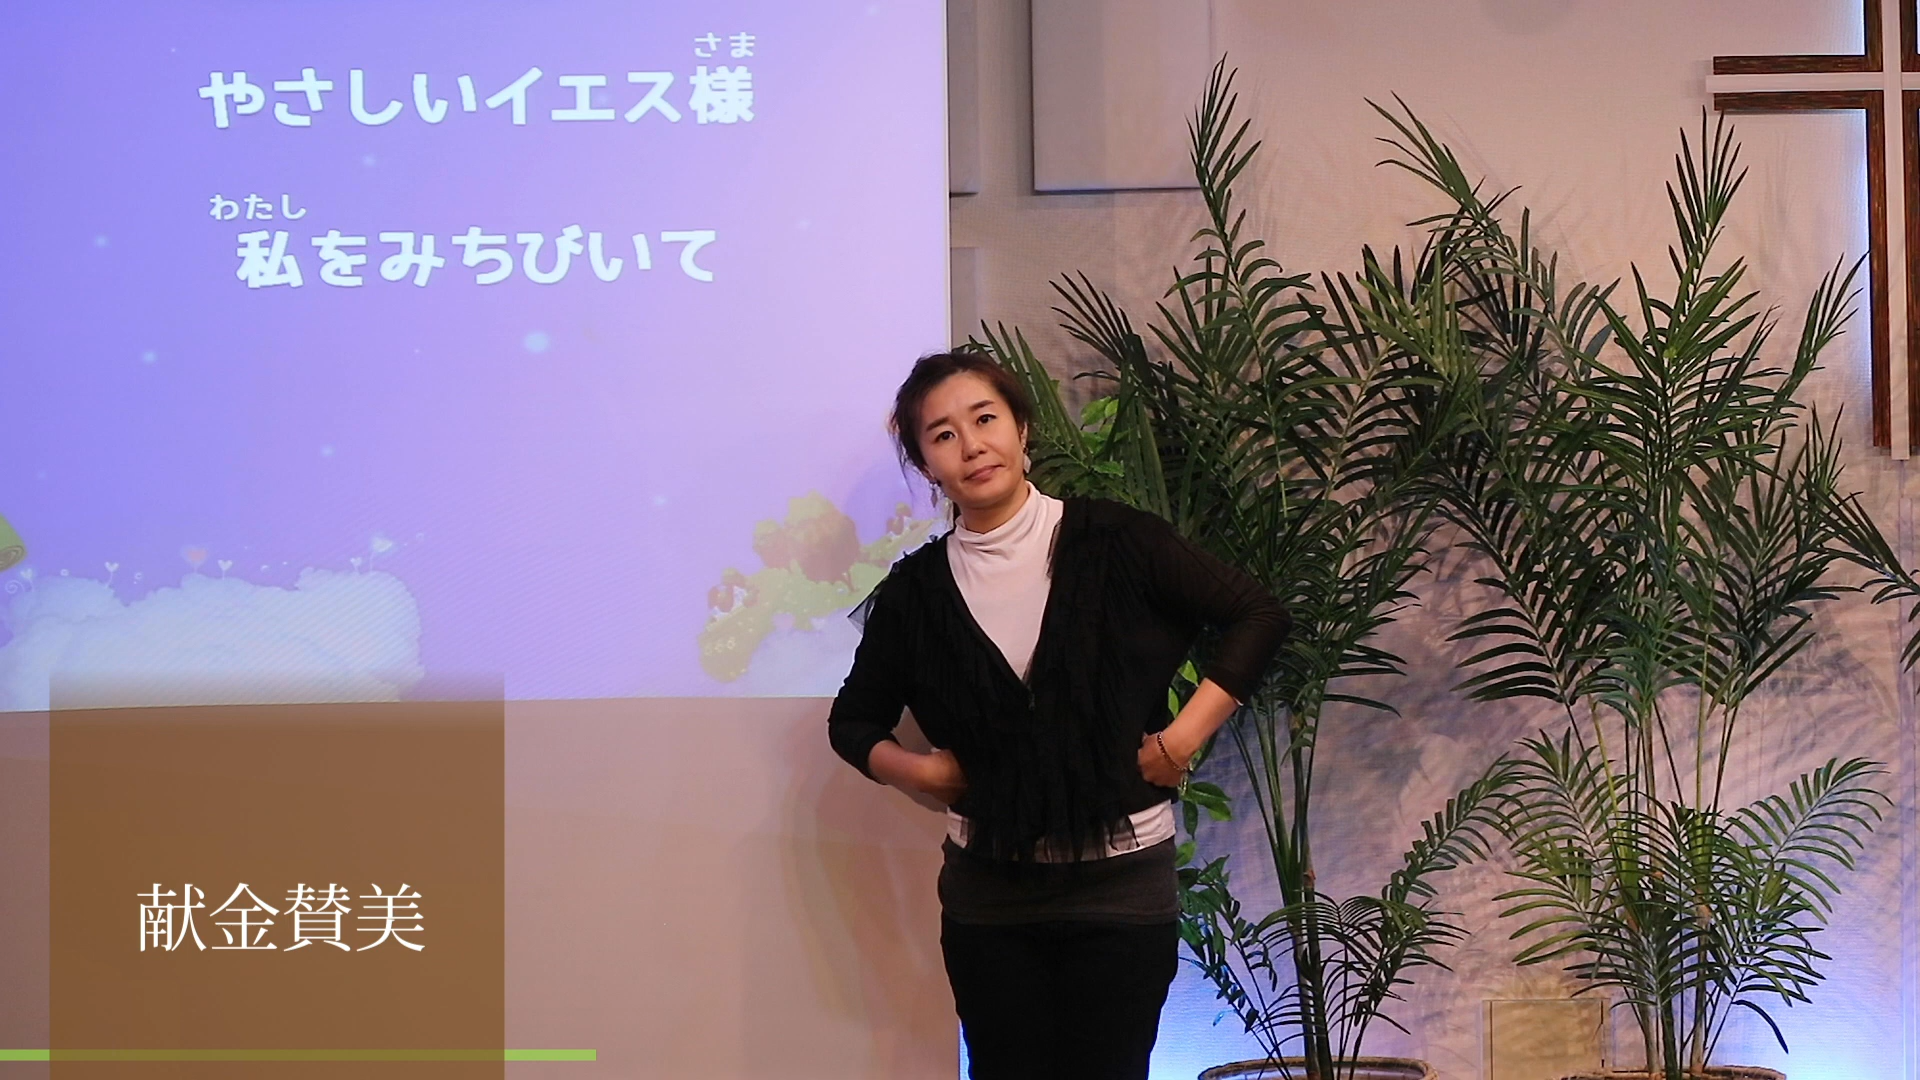 さま
やさしいイエス様
わたし
私をみちびいて
献金賛美